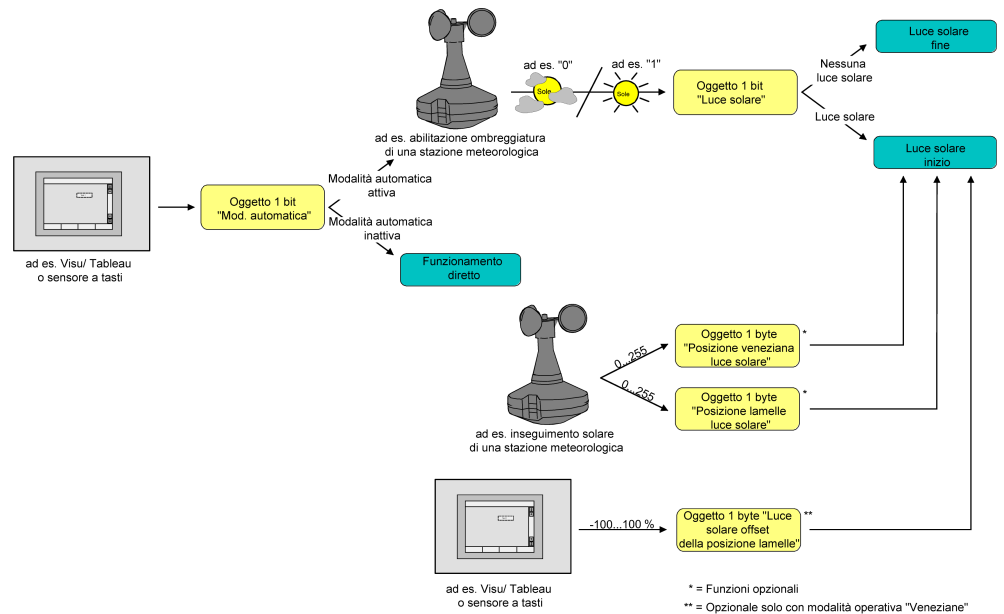 Luce solare
fine
ad es. "0"
ad es. "1"
Sole
Sole
Oggetto 1 bit
"Luce solare"
Nessuna
luce solare
Luce solare
ad es. abilitazione ombreggiatura
di una stazione meteorologica
Luce solare
inizio
Modalità automatica
attiva
Oggetto 1 bit
"Mod. automatica"
Modalità automatica
inattiva
ad es. Visu/ Tableau
o sensore a tasti
Funzionamento
diretto
0...255
Oggetto 1 byte
"Posizione veneziana
luce solare"
*
0...255
Oggetto 1 byte
"Posizione lamelle
luce solare"
*
ad es. inseguimento solare
di una stazione meteorologica
-100...100 %
Oggetto 1 byte "Luce
solare offset
della posizione lamelle"
**
ad es. Visu/ Tableau
o sensore a tasti
* = Funzioni opzionali
** = Opzionale solo con modalità operativa "Veneziane"